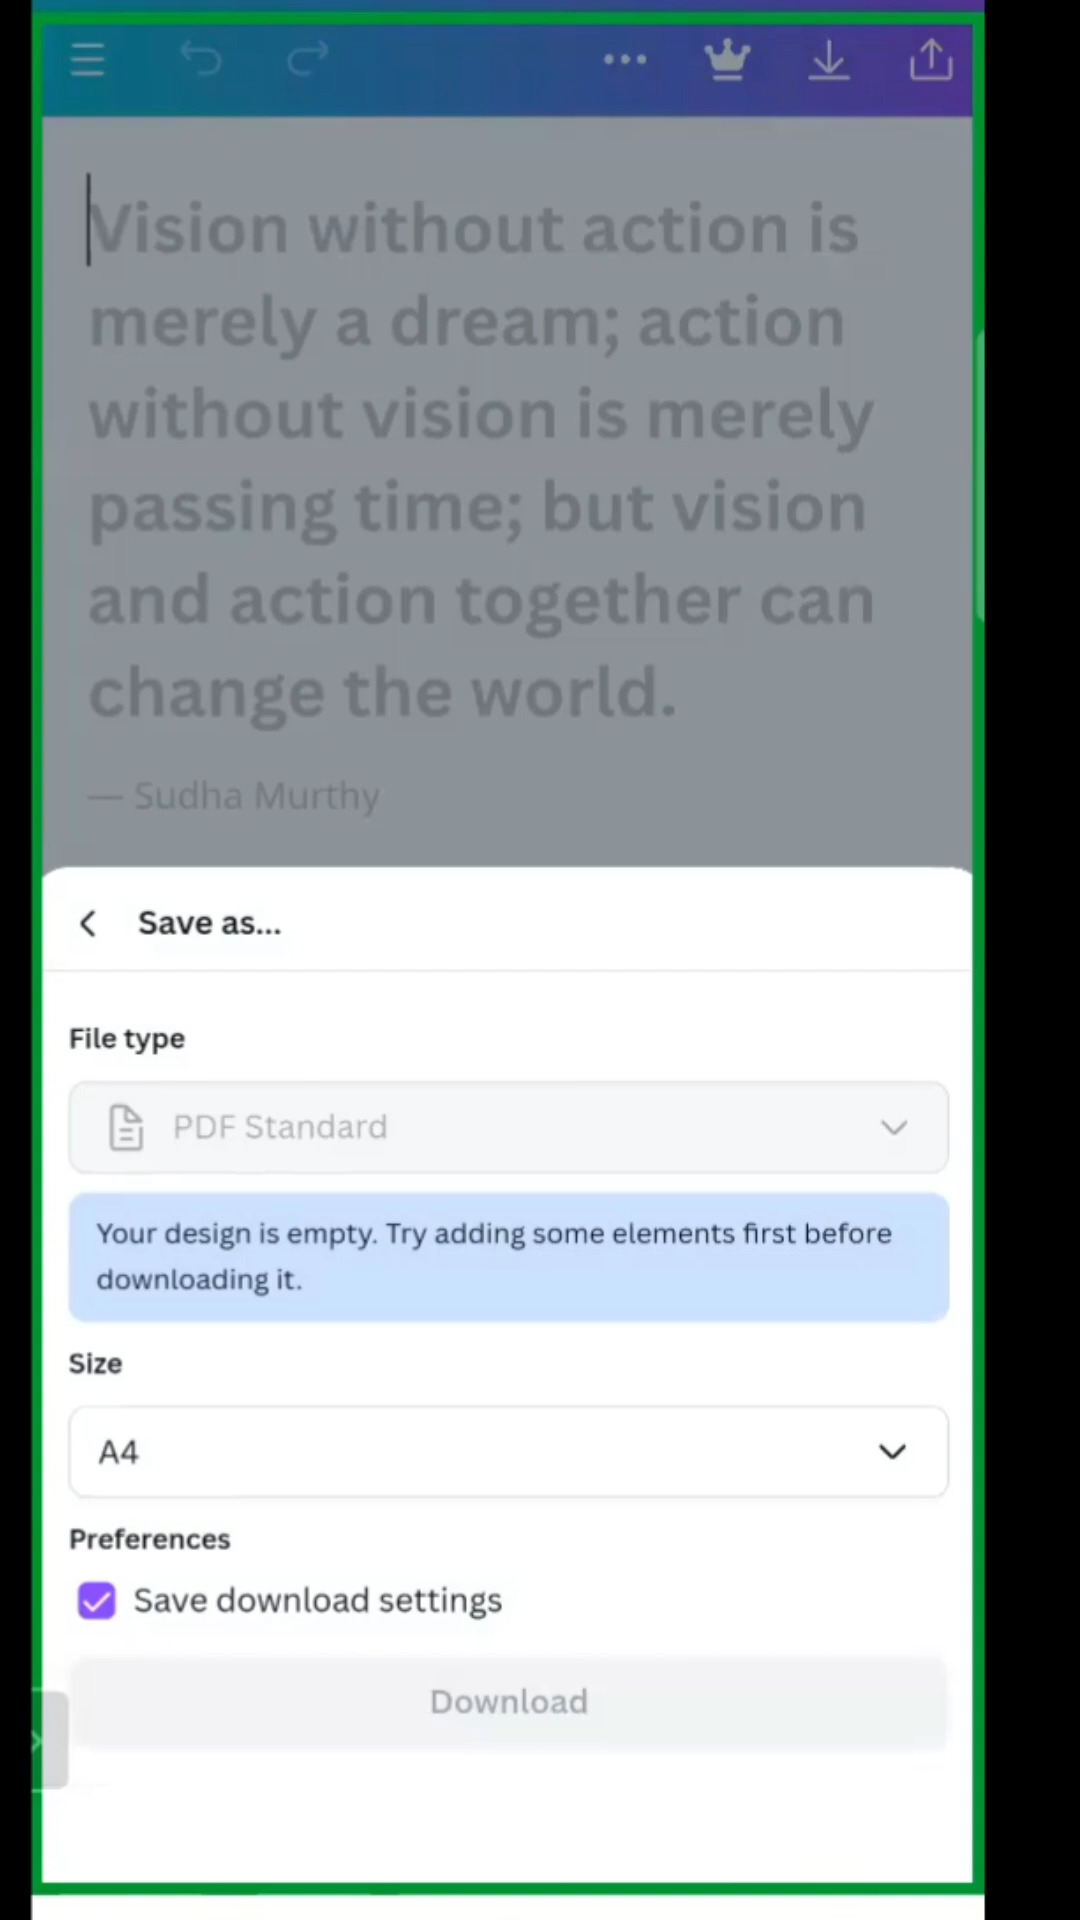 Vision without action is
merely a dream; action
without vision is merely
passing time; but vision
and action together can
change the world.
— Sudha Murthy
Save as...
File type
PDF Standard
Your design is empty. Try adding some elements first before
downloading it.
Size
A4
Preferences
Save download settings
Download